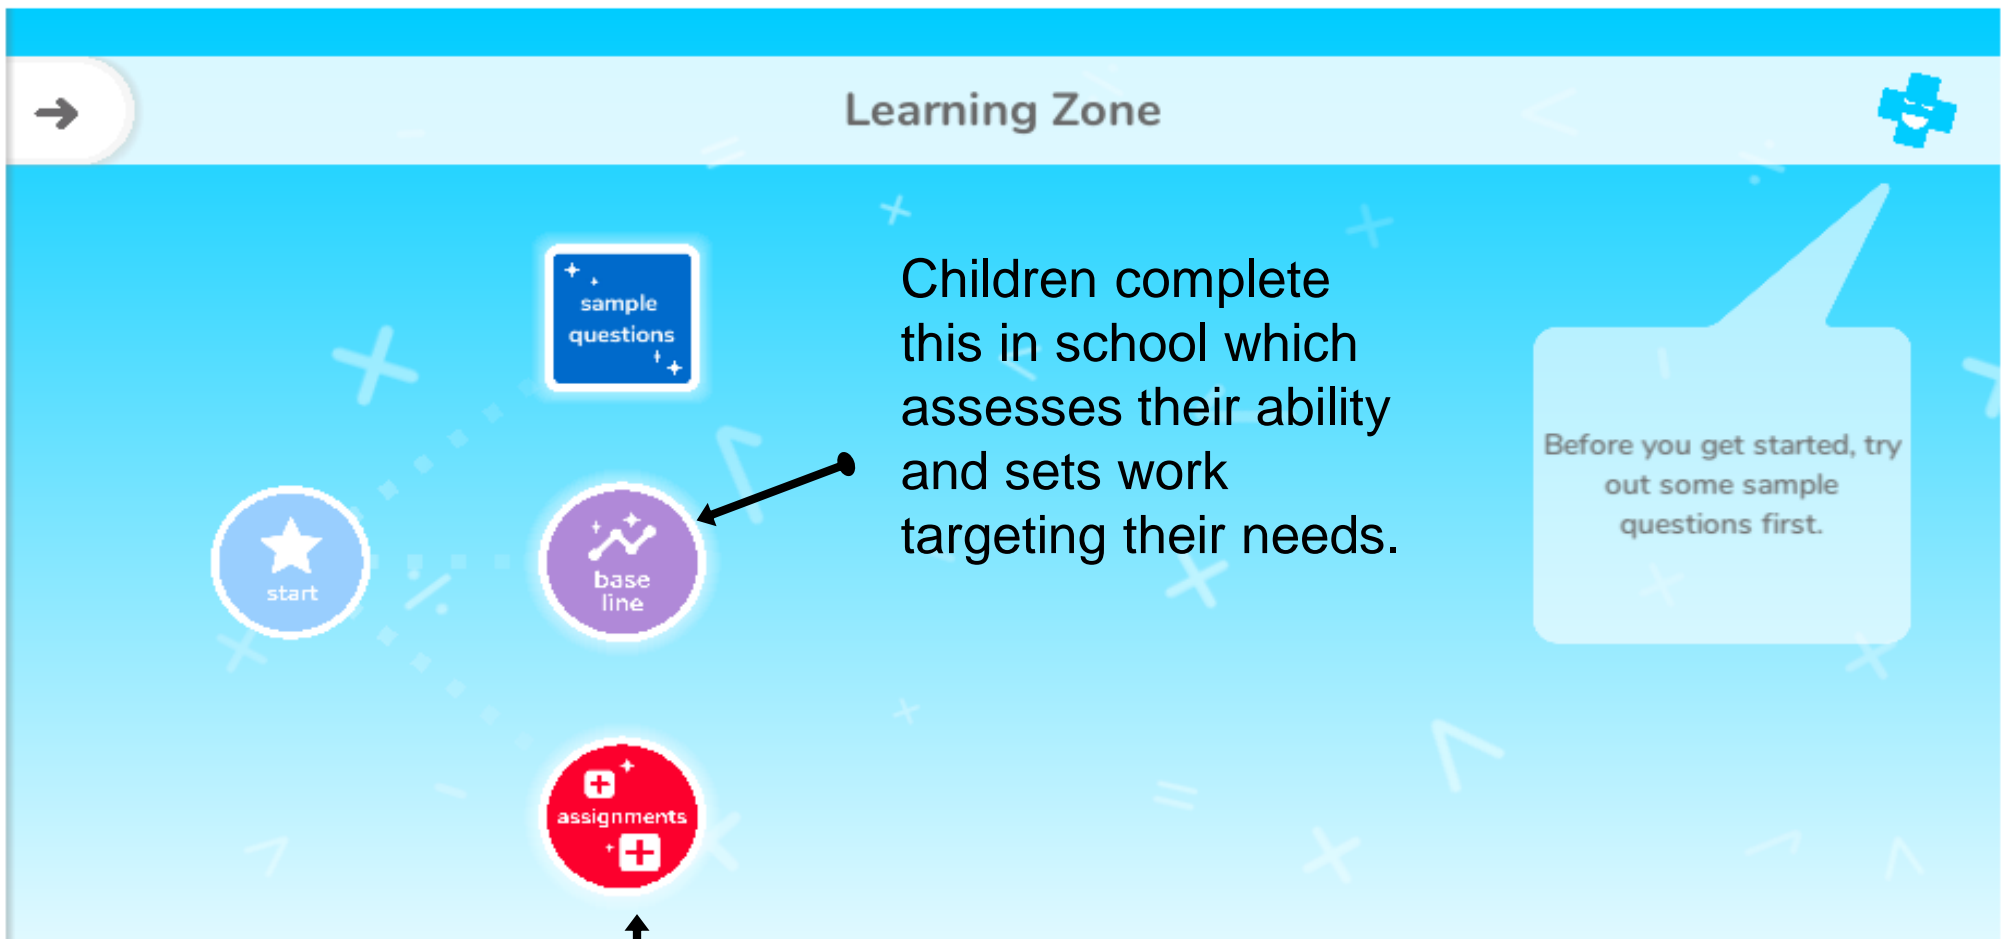 Learning Zone
sample
questions
Children complete
this in school which
assesses their ability
and sets work
targeting their needs.
Before you get started, try
out some sample
questions first.
start
base
line
assignments